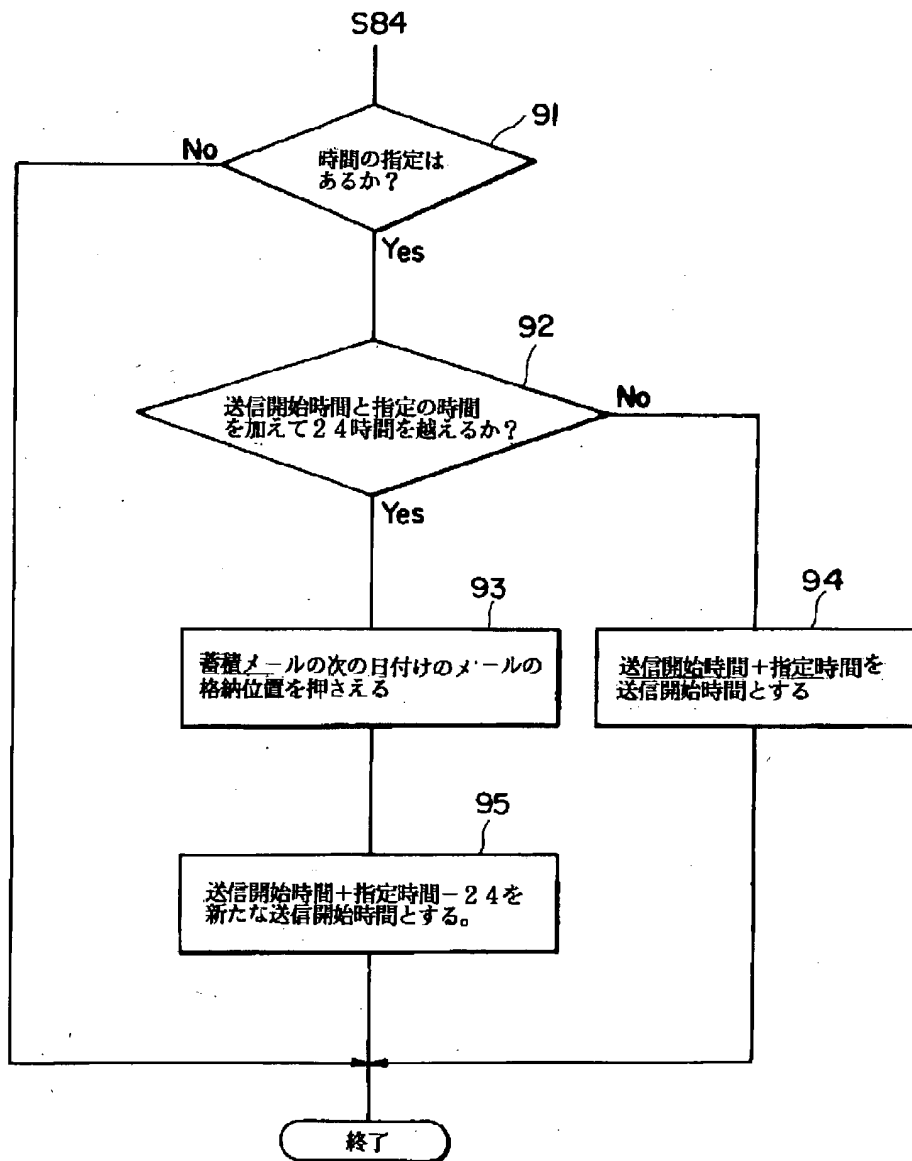 S84
91
No
時間の指定は
あるか？
Yes
92
送信開始時間と指定の時間
を加えて２４時間を越えるか？
No
Yes
93
蓄積メールの次の日付けのメールの
格納位置を押さえる
94
送信開始時間＋指定時間を
送信開始時間とする
95
送信開始時間＋指定時間－２４を
新たな送信開始時間とする。
終了